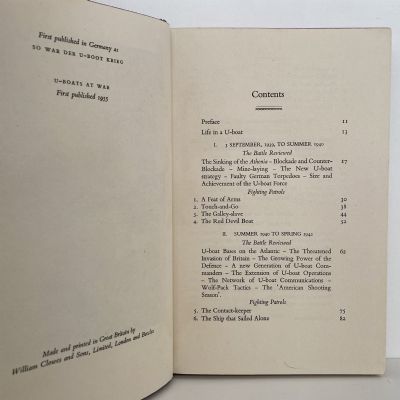 First published in Germany as
SO WAR DER U-BOOT KRIEG
U-BOATS AT WAR
First published 1955
Made and printed in Great Britain by
William Clowes and Sons, Limited, London and Beccles
Contents
Preface 11
Life in a U-boat 13
I. 3 SEPTEMBER, 1939, TO SUMMER 1940
The Battle Reviewed
The Sinking of the Athenia – Blockade and Counter-
Blockade – Mine-laying – The New U-boat
strategy – Faulty German Torpedoes – Size and
Achievement of the U-boat Force 17
Fighting Patrols
1. A Feat of Arms 30
2. Touch-and-Go 38
3. The Galley-slave 44
4. The Red Devil Boat 52
II. SUMMER 1940 TO SPRING 1942
The Battle Reviewed
U-boat Bases on the Atlantic – The Threatened 62
Invasion of Britain – The Growing Power of the
Defence – A new Generation of U-boat Com-
manders – The Extension of U-boat Operations
– The Network of U-boat Communications –
Wolf-Pack Tactics – The 'American Shooting
Season'.
Fighting Patrols
5. The Contact-keeper 75
6. The Ship that Sailed Alone 82